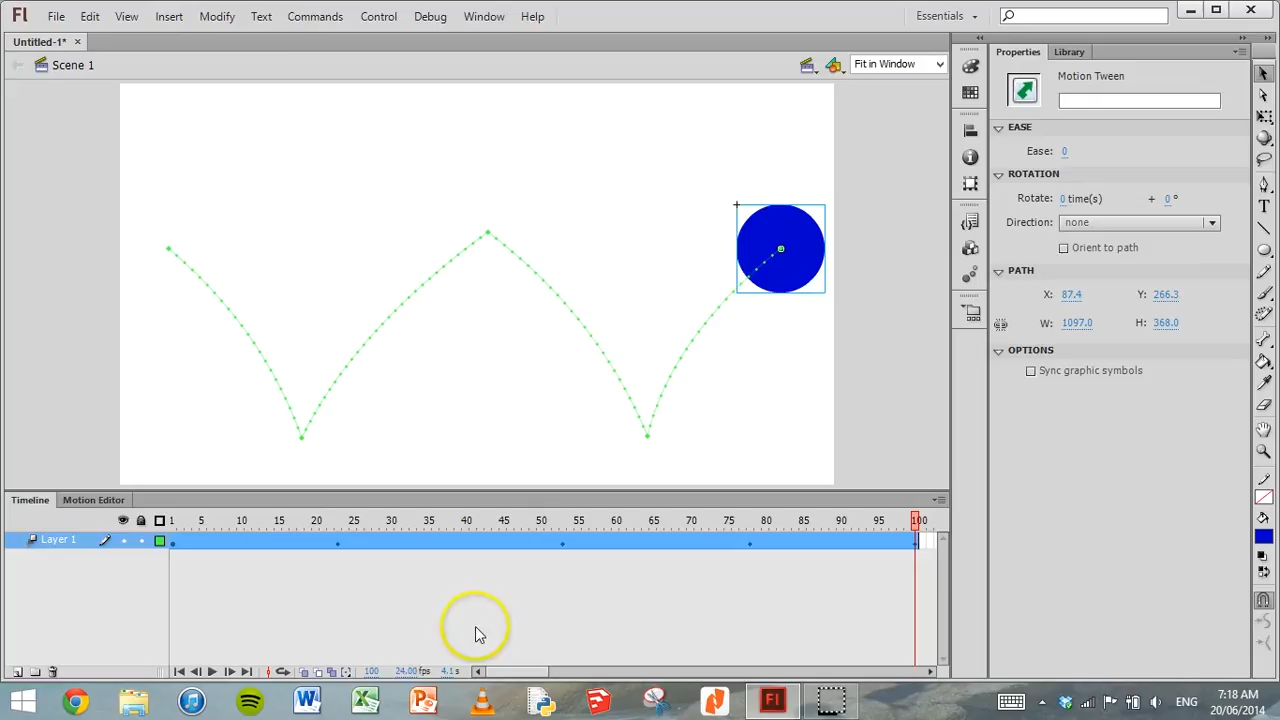 Fl File Edit View Insert Modify Text Commands Control Debug Window Help Essentials
Untitled-1* ×
Scene 1 Fit in Window
Properties Library
Motion Tween
EASE
Ease: 0
ROTATION
Rotate: 0 time(s) + 0 °
Direction: none
Orient to path
PATH
X: 87.4 Y: 266.3
W: 1097.0 H: 368.0
OPTIONS
Sync graphic symbols
Timeline Motion Editor
1 5 10 15 20 25 30 35 40 45 50 55 60 65 70 75 80 85 90 95 100
Layer 1
100 24.00 fps 4.1 s
Fl ENG 7:18 AM
20/06/2014